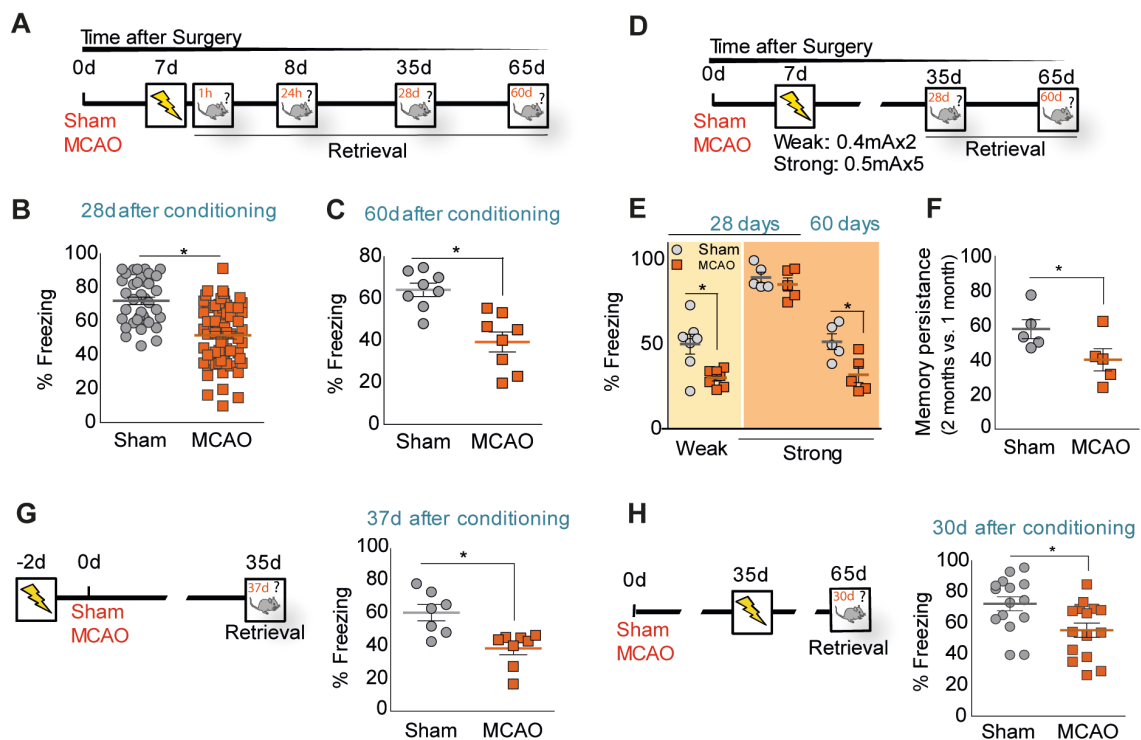 A
Time after Surgery
0d 7d 8d 35d 65d
1h ? 24h ? 28d ? 60d ?
Sham
MCAO
Retrieval
D
Time after Surgery
0d 7d 35d 65d
28d ? 60d ?
Sham
MCAO
Weak: 0.4mAx2
Strong: 0.5mAx5
Retrieval
B
28d after conditioning
% Freezing
100
80
60
40
20
0
*
Sham MCAO
C
60d after conditioning
% Freezing
80
60
40
20
0
*
Sham MCAO
E
28 days 60 days
% Freezing
100
50
0
Sham
MCAO
*
*
Weak Strong
F
Memory persistance
(2 months vs. 1 month)
100
80
60
40
20
0
*
Sham MCAO
G
-2d 0d 35d
37d ?
Sham
MCAO
Retrieval
37d after conditioning
% Freezing
100
80
60
40
20
0
*
Sham MCAO
H
0d 35d 65d
30d ?
Sham
MCAO
Retrieval
30d after conditioning
% Freezing
100
80
60
40
20
0
*
Sham MCAO